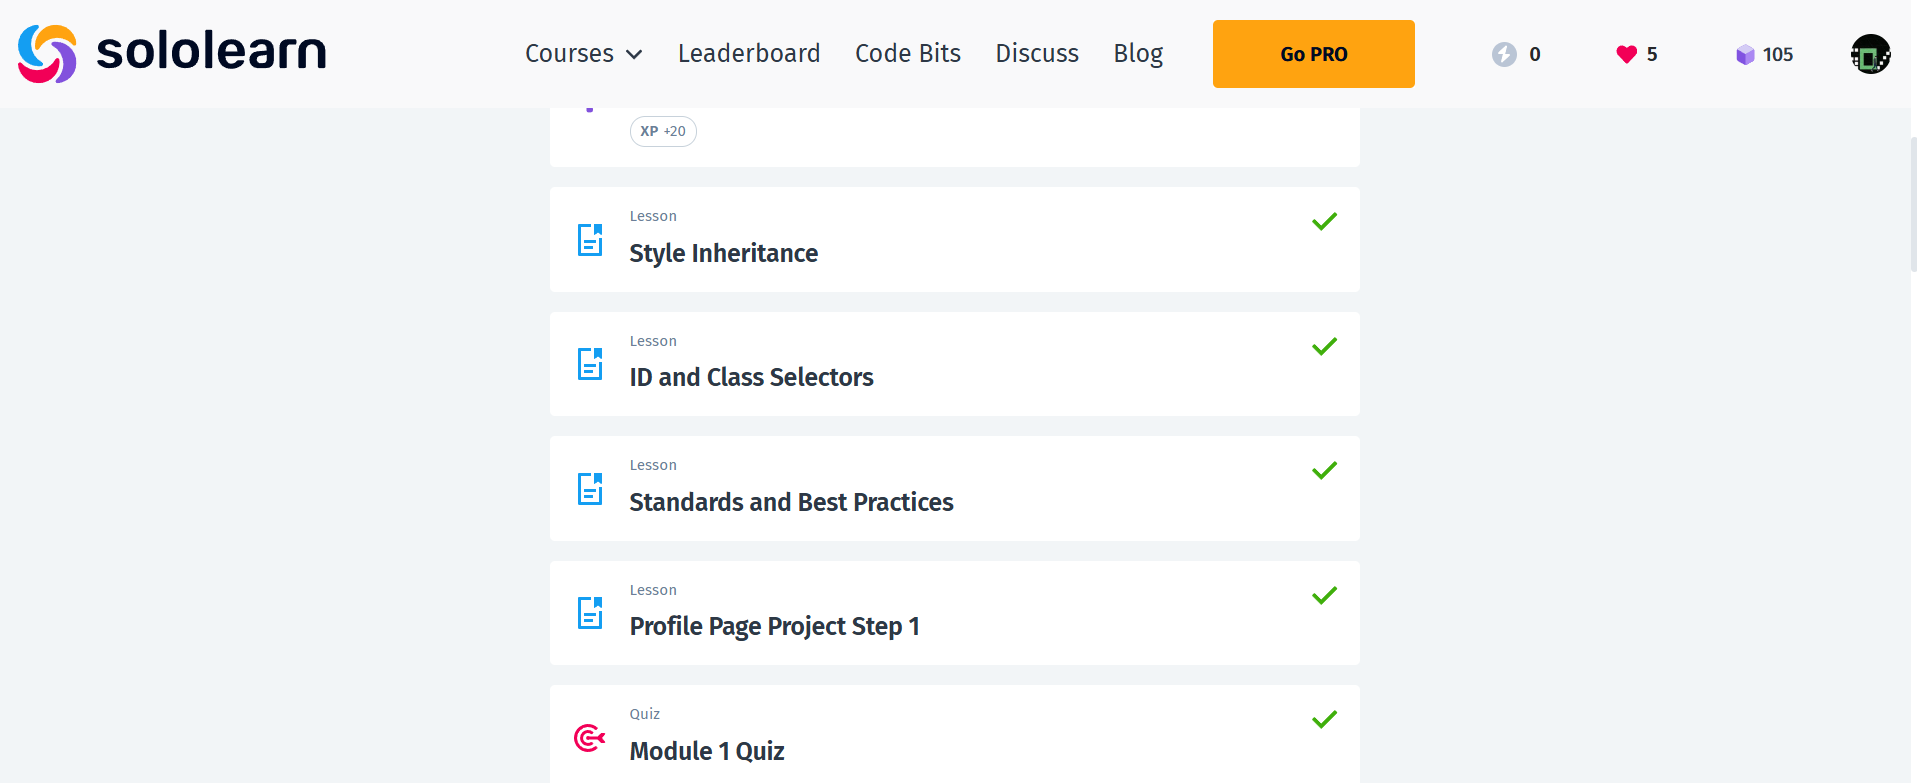 sololearn
Courses Leaderboard Code Bits Discuss Blog Go PRO 0 5 105
XP +20
Lesson
Style Inheritance
Lesson
ID and Class Selectors
Lesson
Standards and Best Practices
Lesson
Profile Page Project Step 1
Quiz
Module 1 Quiz